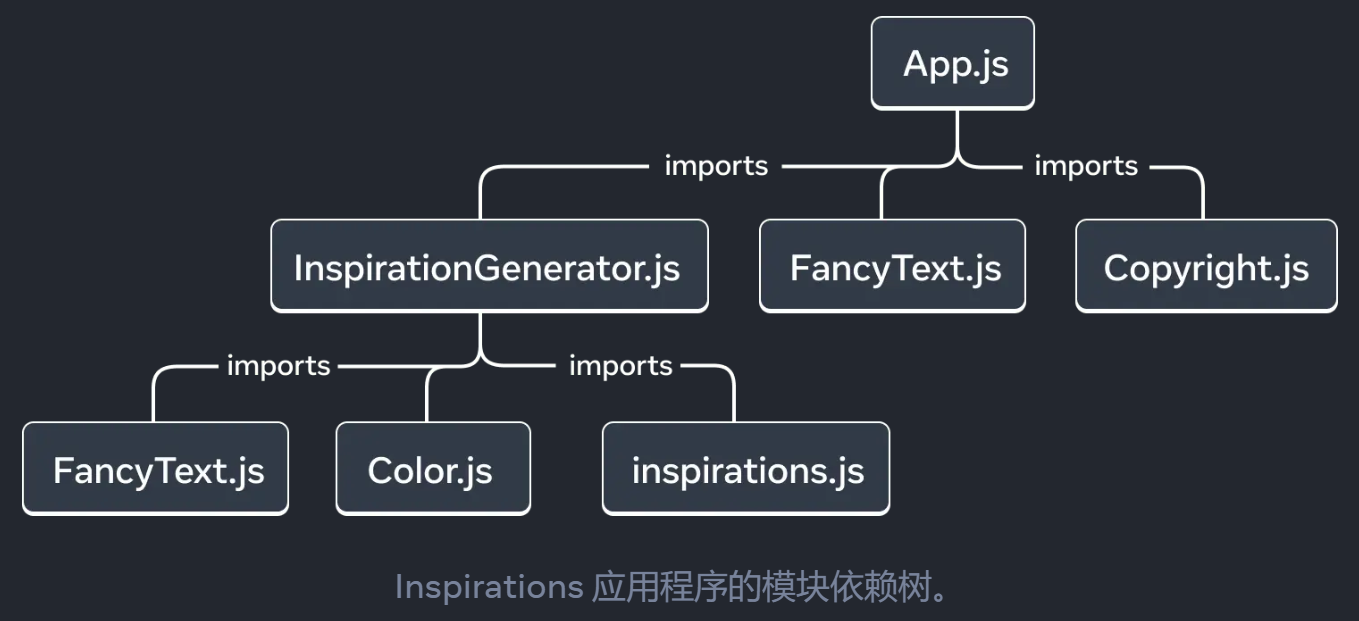 App.js
imports
imports
InspirationGenerator.js
FancyText.js
Copyright.js
imports
imports
FancyText.js
Color.js
inspirations.js
Inspirations 应用程序的模块依赖树。